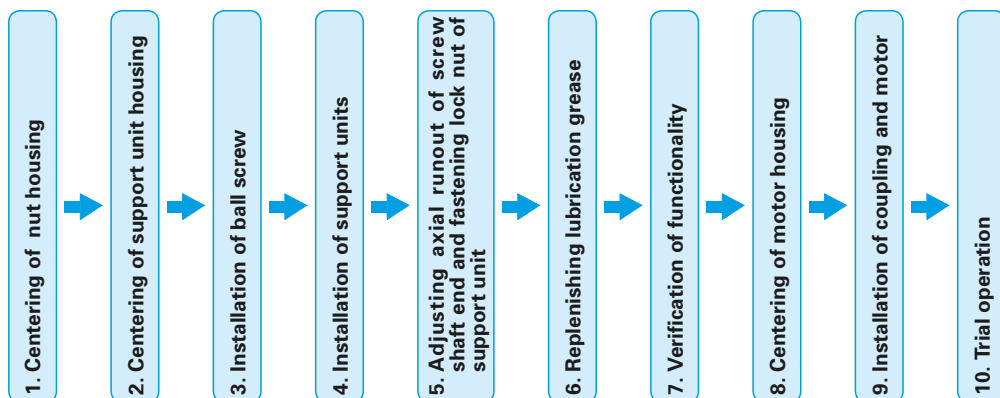 1. Centering of nut housing
2. Centering of support unit housing
3. Installation of ball screw
4. Installation of support units
5. Adjusting axial runout of screw
shaft end and fastening lock nut of
support unit
6. Replenishing lubrication grease
7. Verification of functionality
8. Centering of motor housing
9. Installation of coupling and motor
10. Trial operation